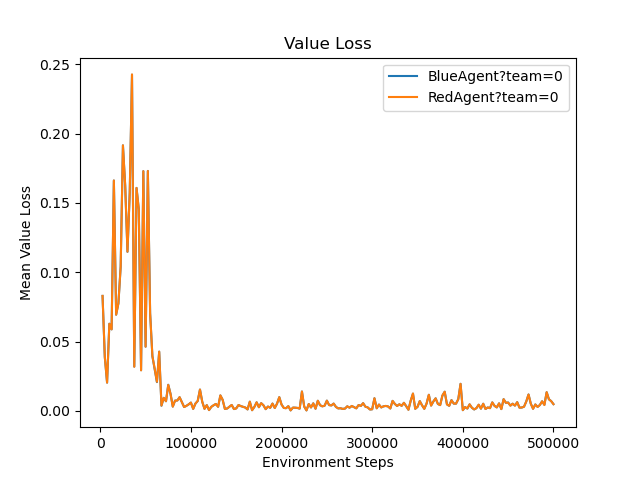 Value Loss
BlueAgent?team=0
RedAgent?team=0
Mean Value Loss
0.25
0.20
0.15
0.10
0.05
0.00
0
100000
200000
300000
400000
500000
Environment Steps